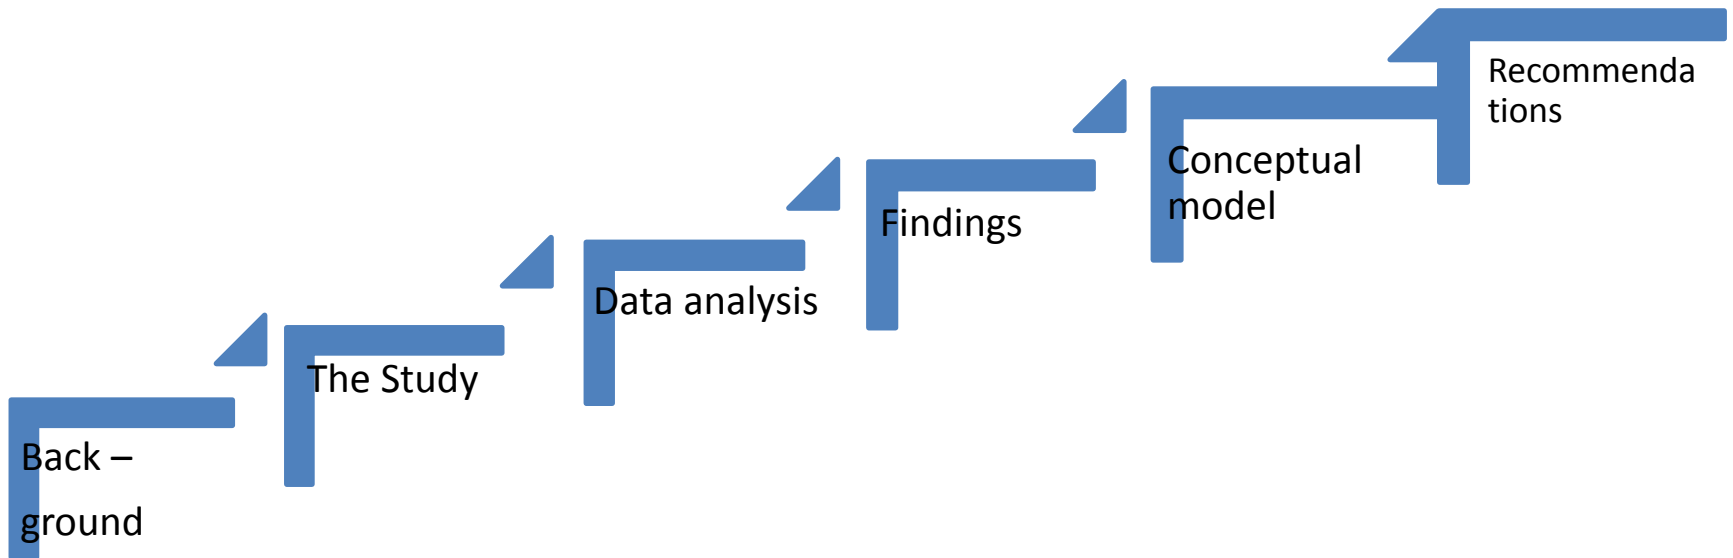 Back –
ground
The Study
Data analysis
Findings
Conceptual
model
Recommenda
tions